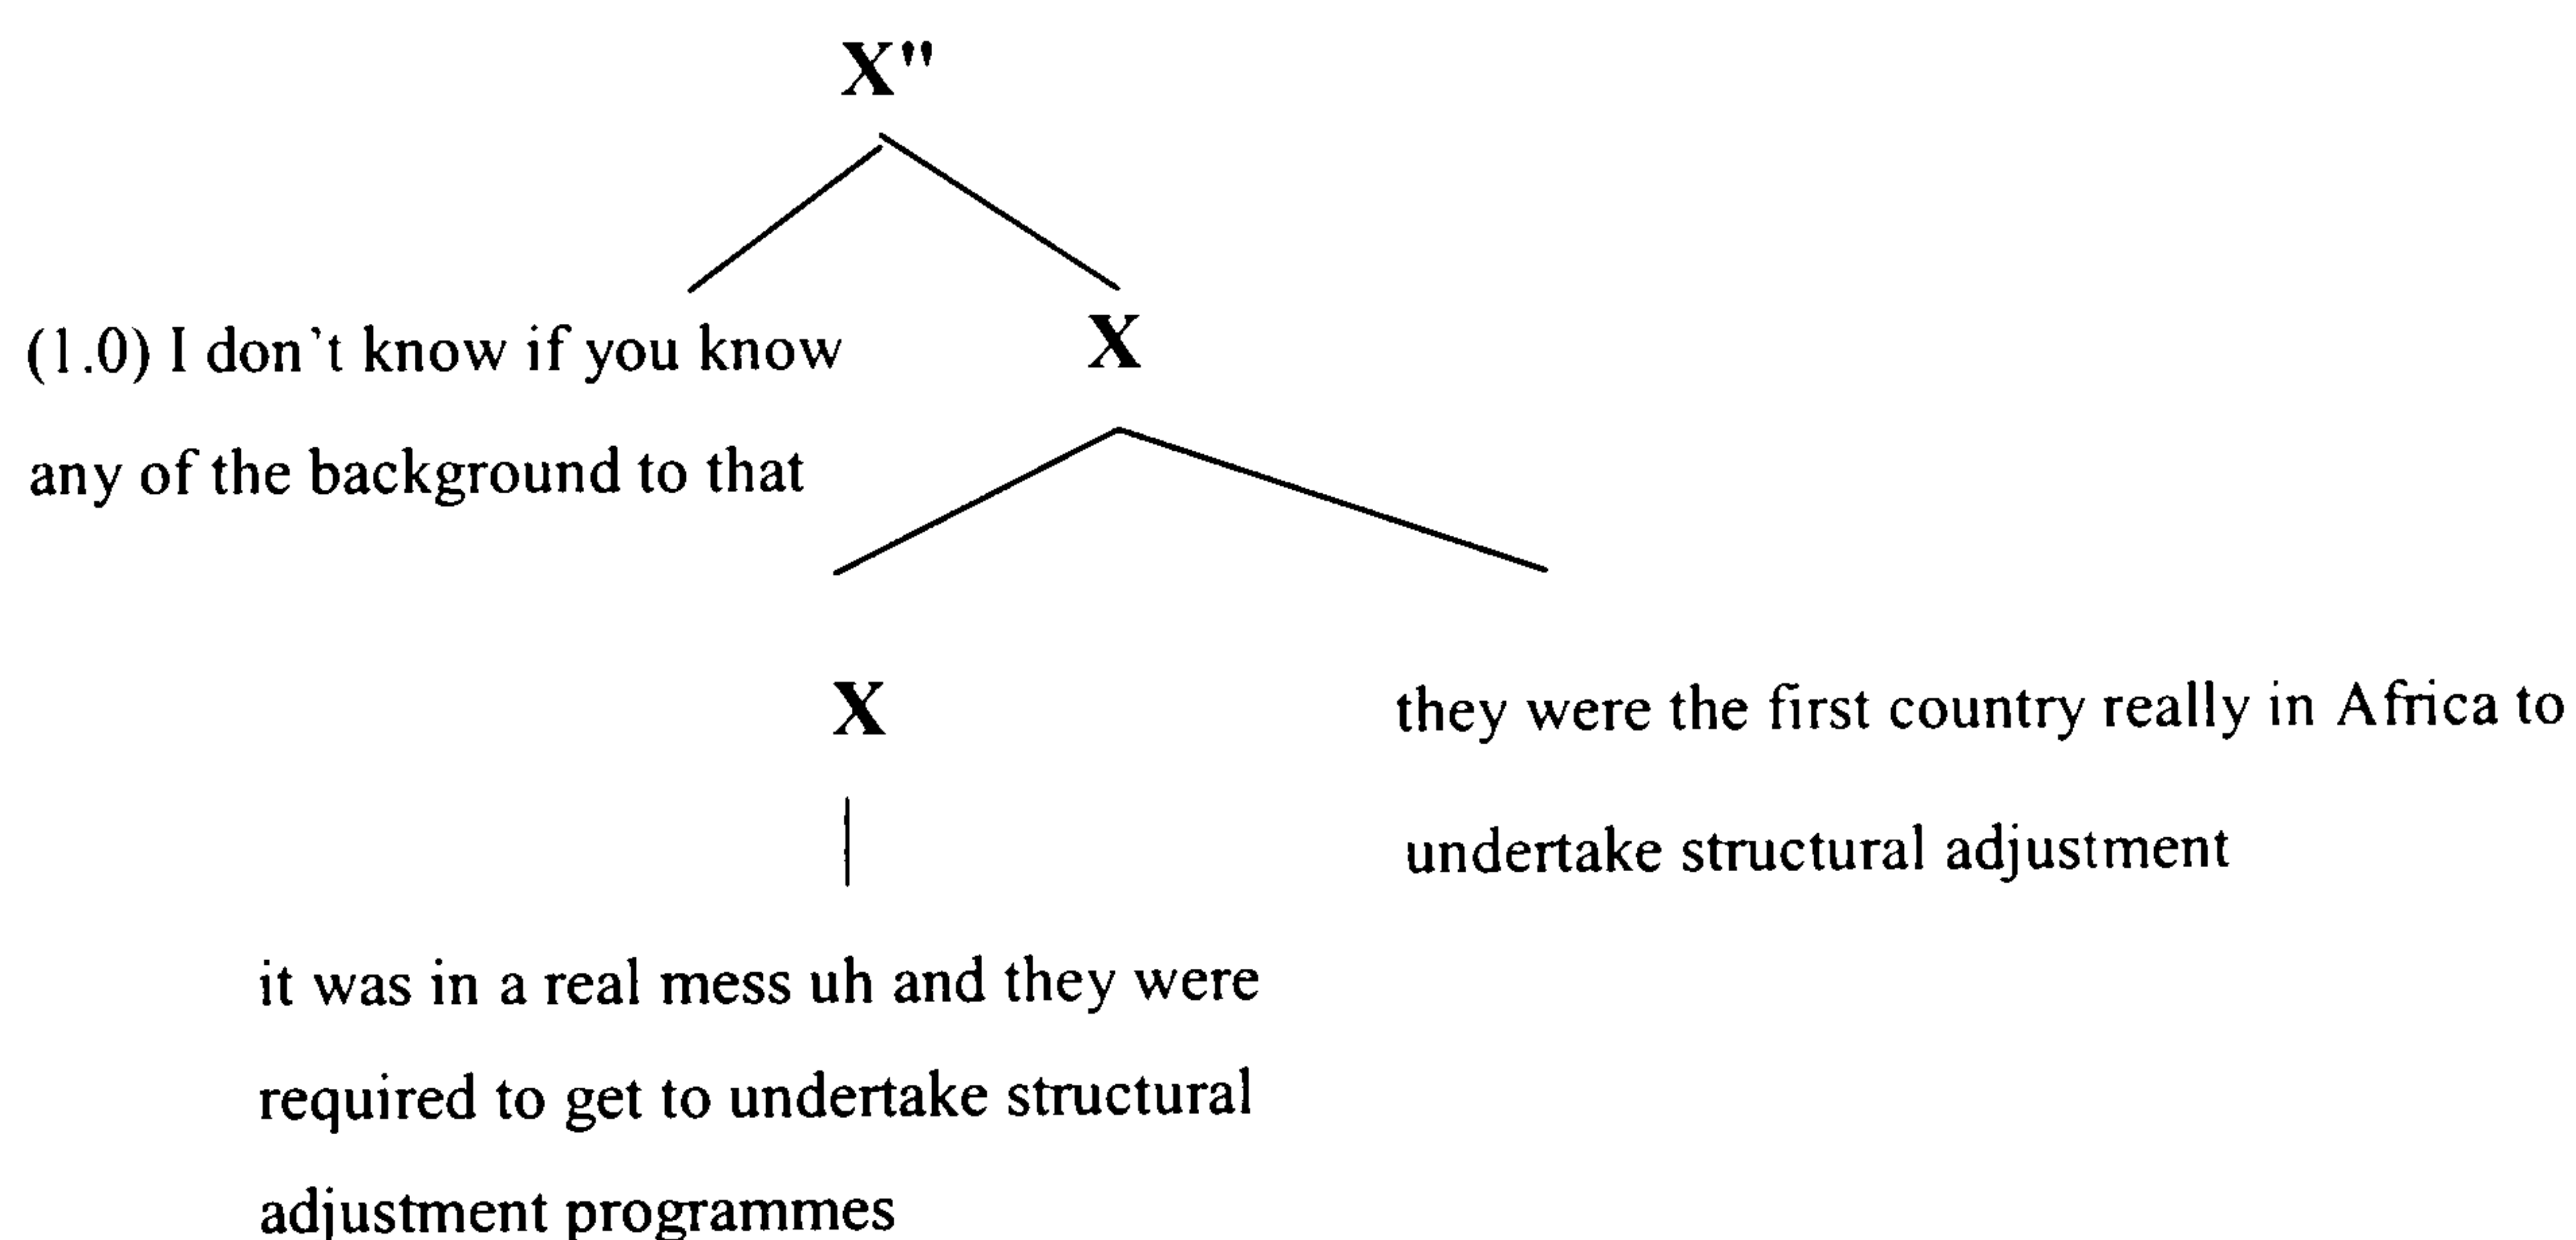 X"
(1.0) I don't know if you know
any of the background to that
X
X
they were the first country really in Africa to
undertake structural adjustment
it was in a real mess uh and they were
required to get to undertake structural
adjustment programmes